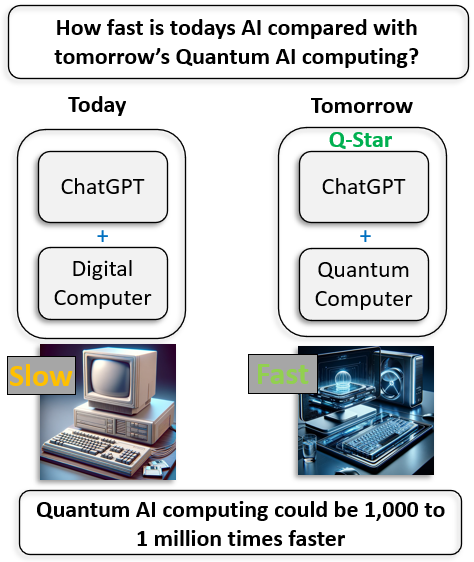 How fast is todays AI compared with
tomorrow’s Quantum AI computing?
Today
ChatGPT
+
Digital
Computer
Slow
Tomorrow
Q-Star
ChatGPT
+
Quantum
Computer
Fast
Quantum AI computing could be 1,000 to
1 million times faster